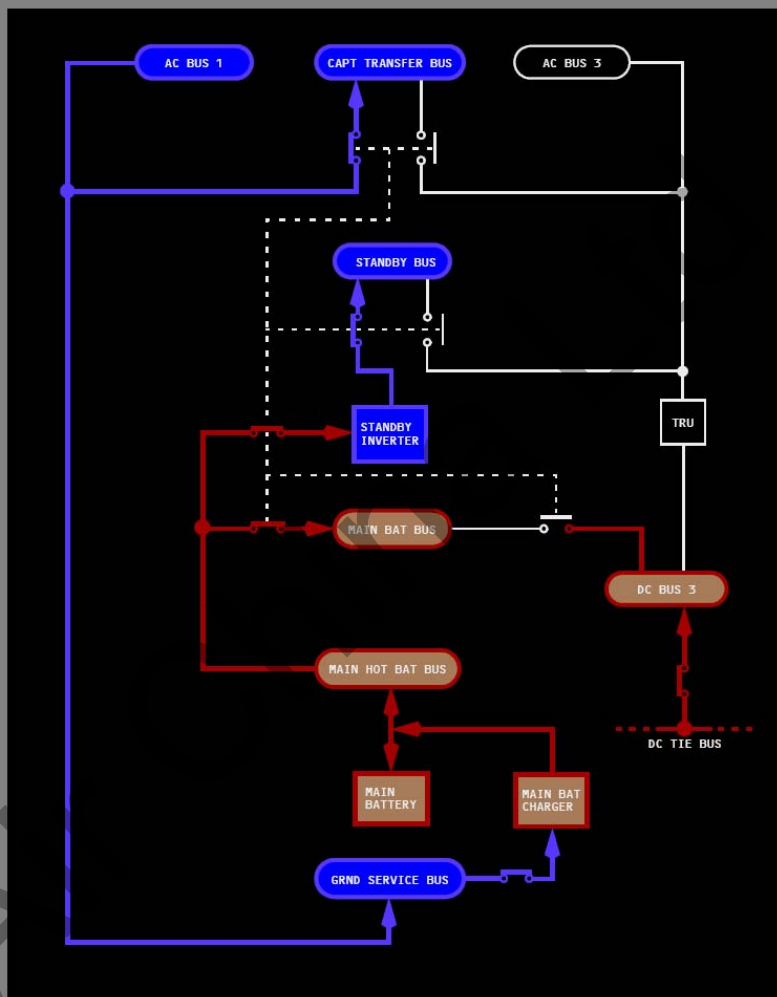 AC BUS 1
CAPT TRANSFER BUS
AC BUS 3
STANDBY BUS
STANDBY
INVERTER
TRU
MAIN BAT BUS
DC BUS 3
MAIN HOT BAT BUS
DC TIE BUS
MAIN
BATTERY
MAIN BAT
CHARGER
GRND SERVICE BUS